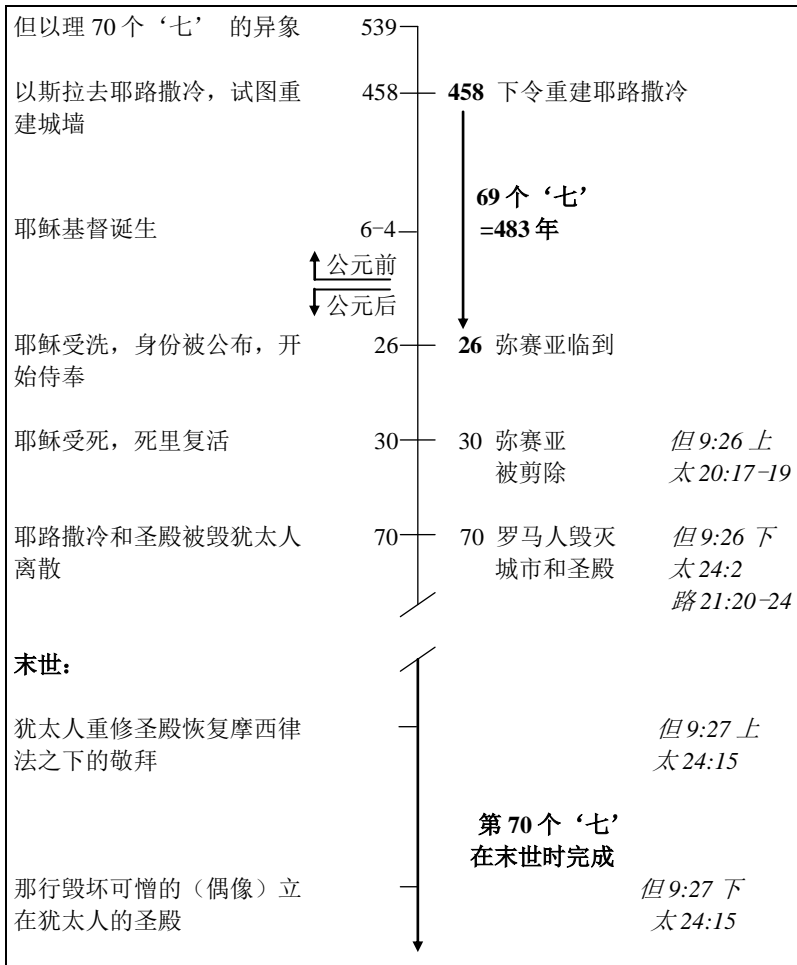 但以理 70 个‘七’ 的异象 539
以斯拉去耶路撒冷，试图重 458 458 下令重建耶路撒冷
建城墙
69 个‘七’
=483 年
耶稣基督诞生 6-4
公元前
公元后
耶稣受洗，身份被公布，开 26 26 弥赛亚临到
始侍奉
耶稣受死，死里复活 30 30 弥赛亚 但 9:26 上
被剪除 太 20:17-19
耶路撒冷和圣殿被毁犹太人 70 70 罗马人毁灭 但 9:26 下
离散 城市和圣殿 太 24:2
路 21:20-24
末世：
犹太人重修圣殿恢复摩西律 但 9:27 上
法之下的敬拜 太 24:15
第 70 个‘七’
在末世时完成
那行毁坏可憎的（偶像）立 但 9:27 下
在犹太人的圣殿 太 24:15